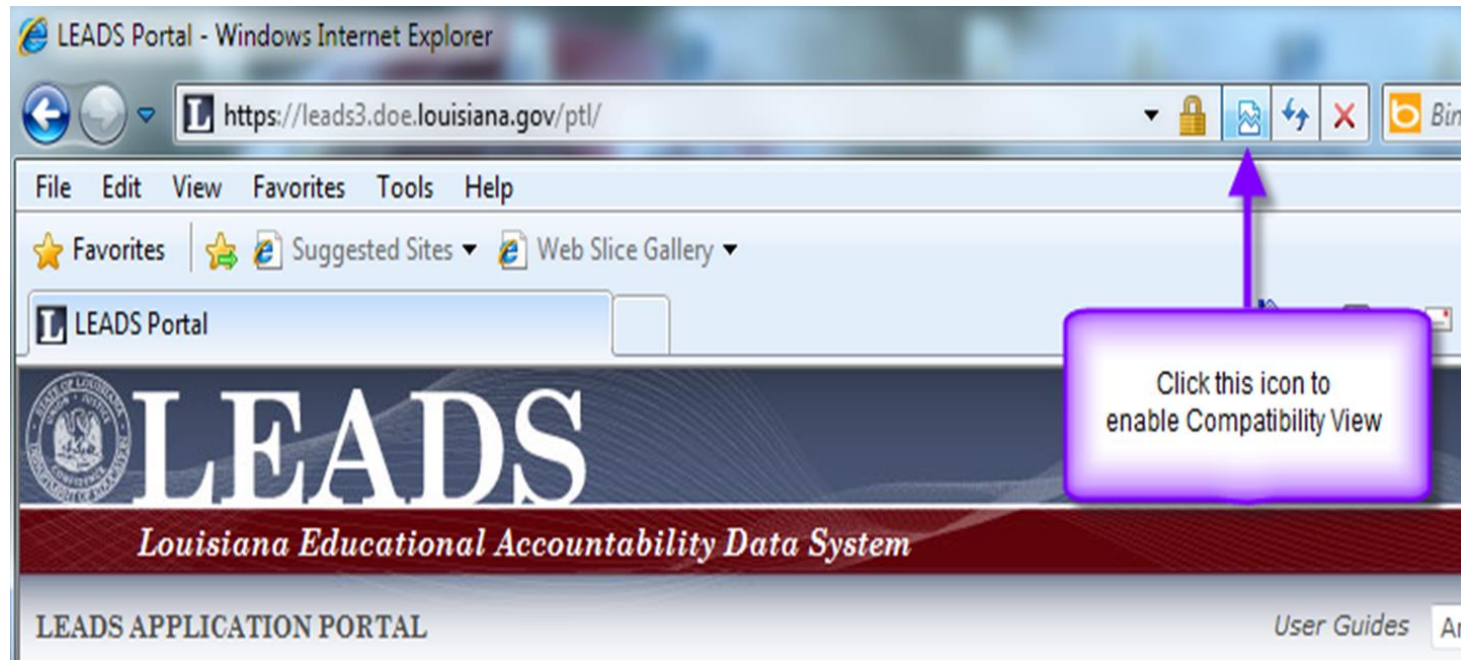 LEADS Portal - Windows Internet Explorer
https://leads3.doe.louisiana.gov/ptl/
File Edit View Favorites Tools Help
Favorites Suggested Sites Web Slice Gallery
LEADS Portal
Click this icon to
enable Compatibility View
LEADS
Louisiana Educational Accountability Data System
LEADS APPLICATION PORTAL User Guides